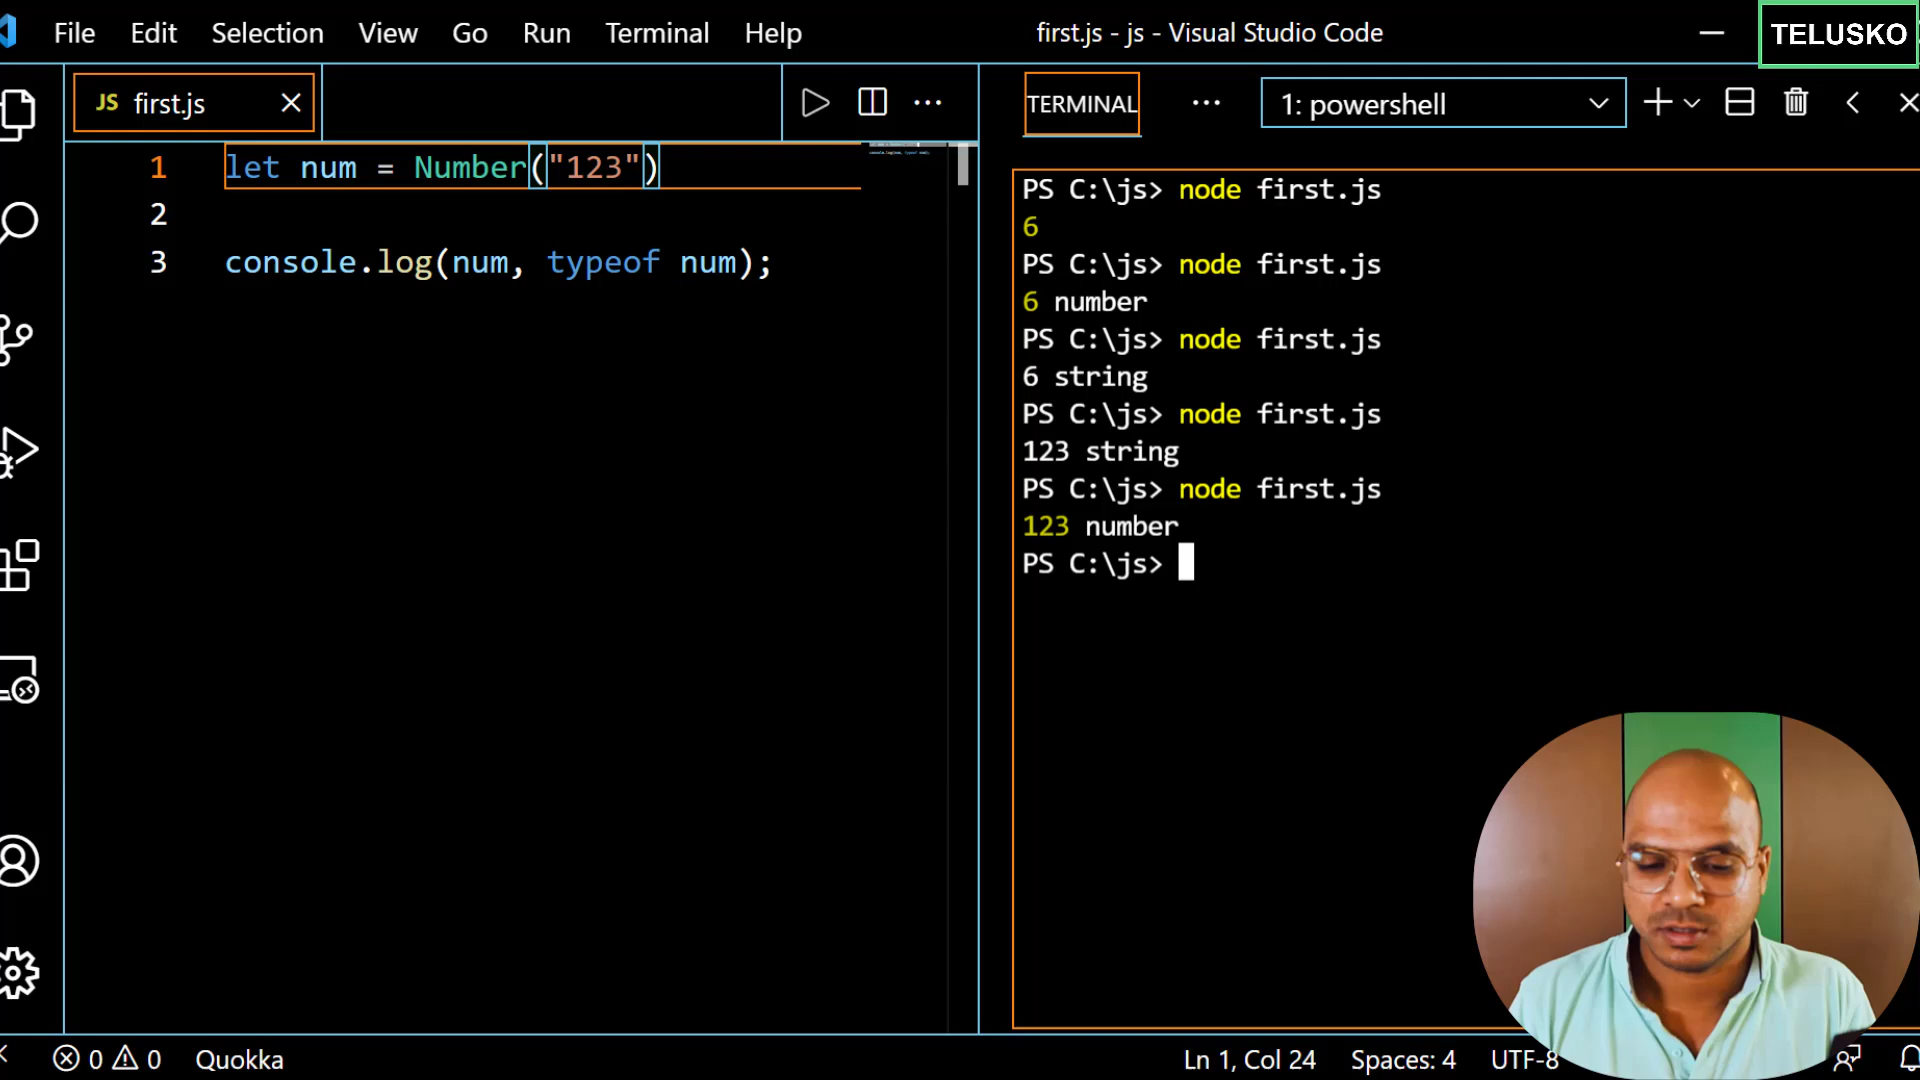 File Edit Selection View Go Run Terminal Help
first.js - js - Visual Studio Code
TELUSKO
JS first.js
TERMINAL
1: powershell
1 let num = Number("123")
2
3 console.log(num, typeof num);
PS C:\js> node first.js
6
PS C:\js> node first.js
6 number
PS C:\js> node first.js
6 string
PS C:\js> node first.js
123 string
PS C:\js> node first.js
123 number
PS C:\js>
0 0 Quokka
Ln 1, Col 24 Spaces: 4 UTF-8